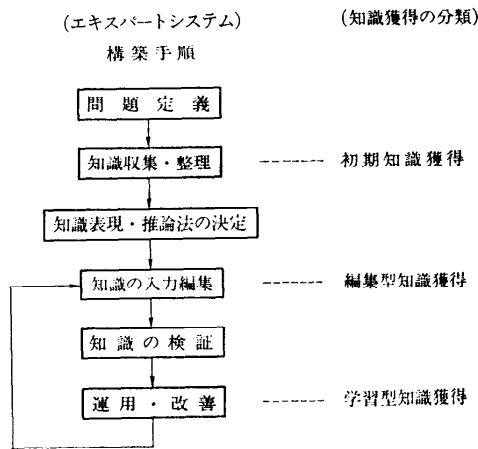 (エキスパートシステム)
構築手順
(知識獲得の分類)
問題定義
知識収集・整理
初期知識獲得
知識表現・推論法の決定
知識の入力編集
編集型知識獲得
知識の検証
運用・改善
学習型知識獲得